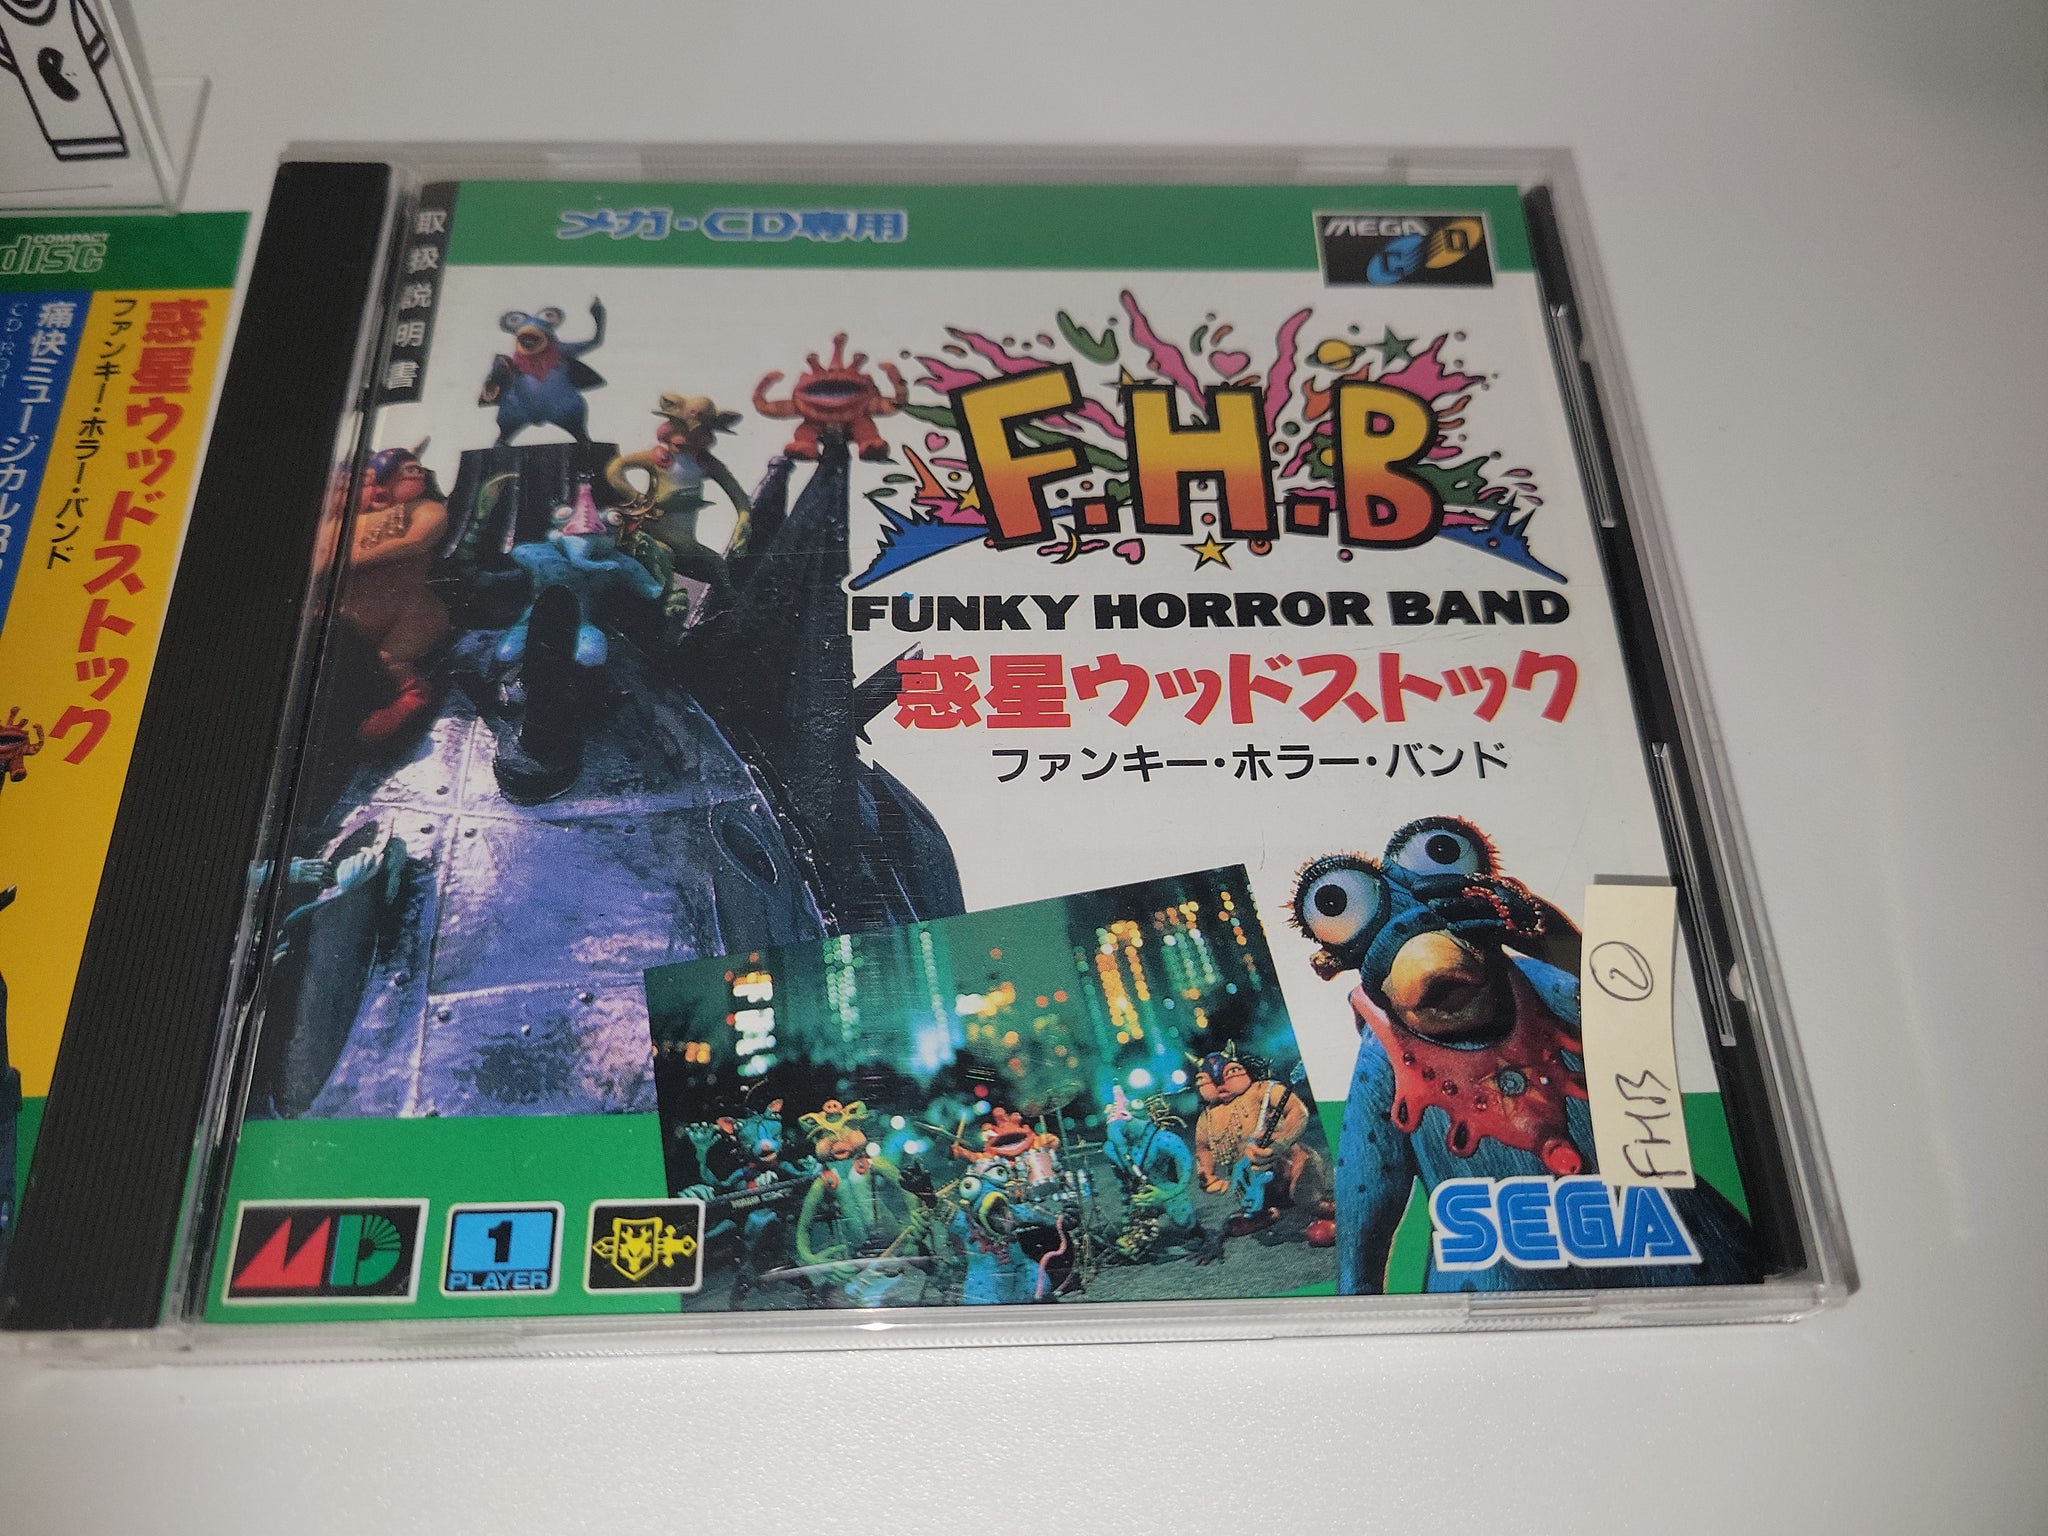 COMPACT
disc
惑星ウッドストック
ファンキー・ホラー・バンド
痛快ミュージカルR
取扱説明書
メガ・CD専用
MEGA
CD
F.H.B
FUNKY HORROR BAND
惑星ウッドストック
ファンキー・ホラー・バンド
2
FHB
MD
1
PLAYER
SEGA